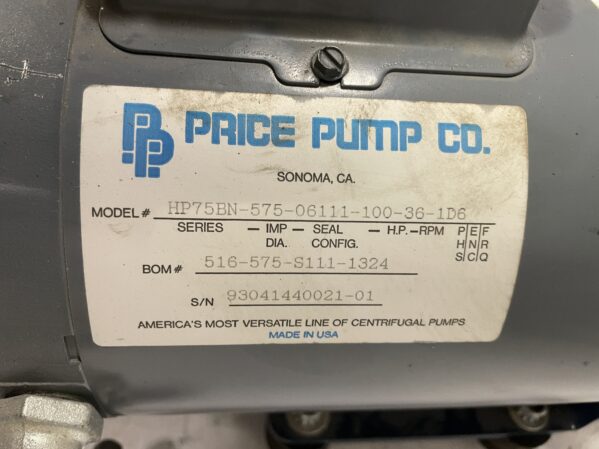 PP PRICE PUMP CO.
SONOMA, CA.
MODEL # HP75BN-575-06111-100-36-1D6
SERIES - IMP - SEAL - H.P. - RPM P E F
DIA. CONFIG. H N R
S C Q
BOM # 516-575-S111-1324
S/N 93041440021-01
AMERICA'S MOST VERSATILE LINE OF CENTRIFUGAL PUMPS
MADE IN USA